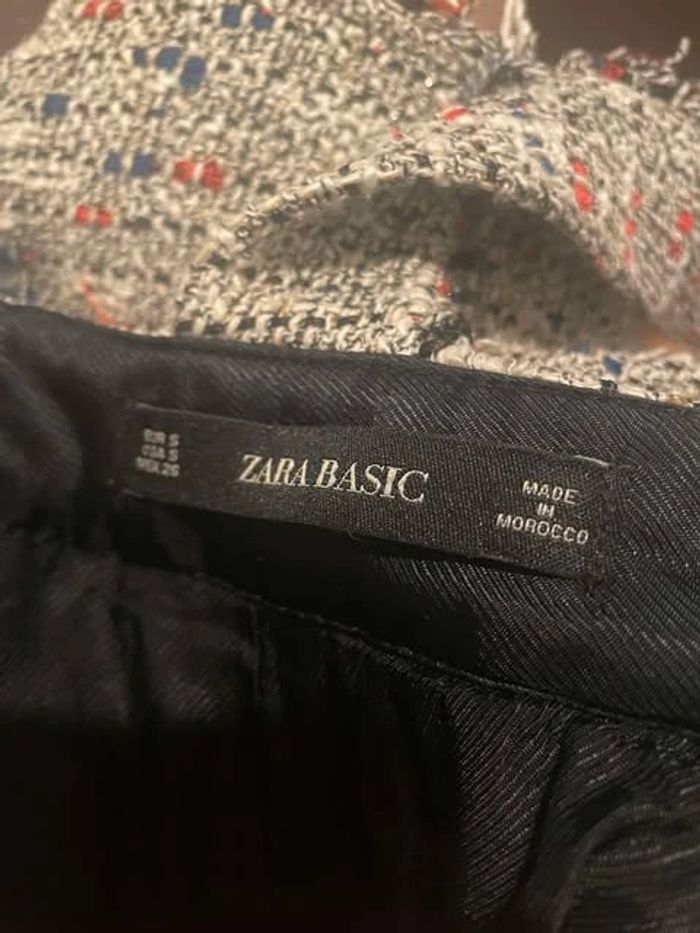 EUR S
USA S
MEX 26
ZARA BASIC
MADE
IN
MOROCCO